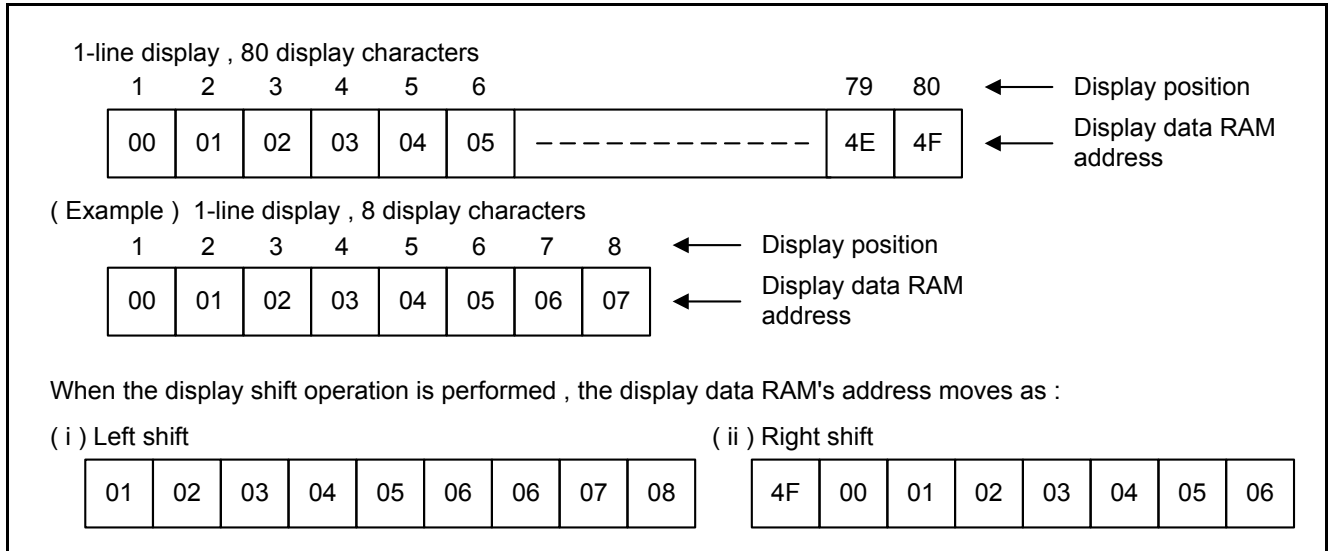 1-line display , 80 display characters
1 2 3 4 5 6 79 80 Display position
00 01 02 03 04 05 4E 4F Display data RAM
address
( Example ) 1-line display , 8 display characters
1 2 3 4 5 6 7 8 Display position
00 01 02 03 04 05 06 07 Display data RAM
address
When the display shift operation is performed , the display data RAM's address moves as :
( i ) Left shift ( ii ) Right shift
01 02 03 04 05 06 06 07 08 4F 00 01 02 03 04 05 06